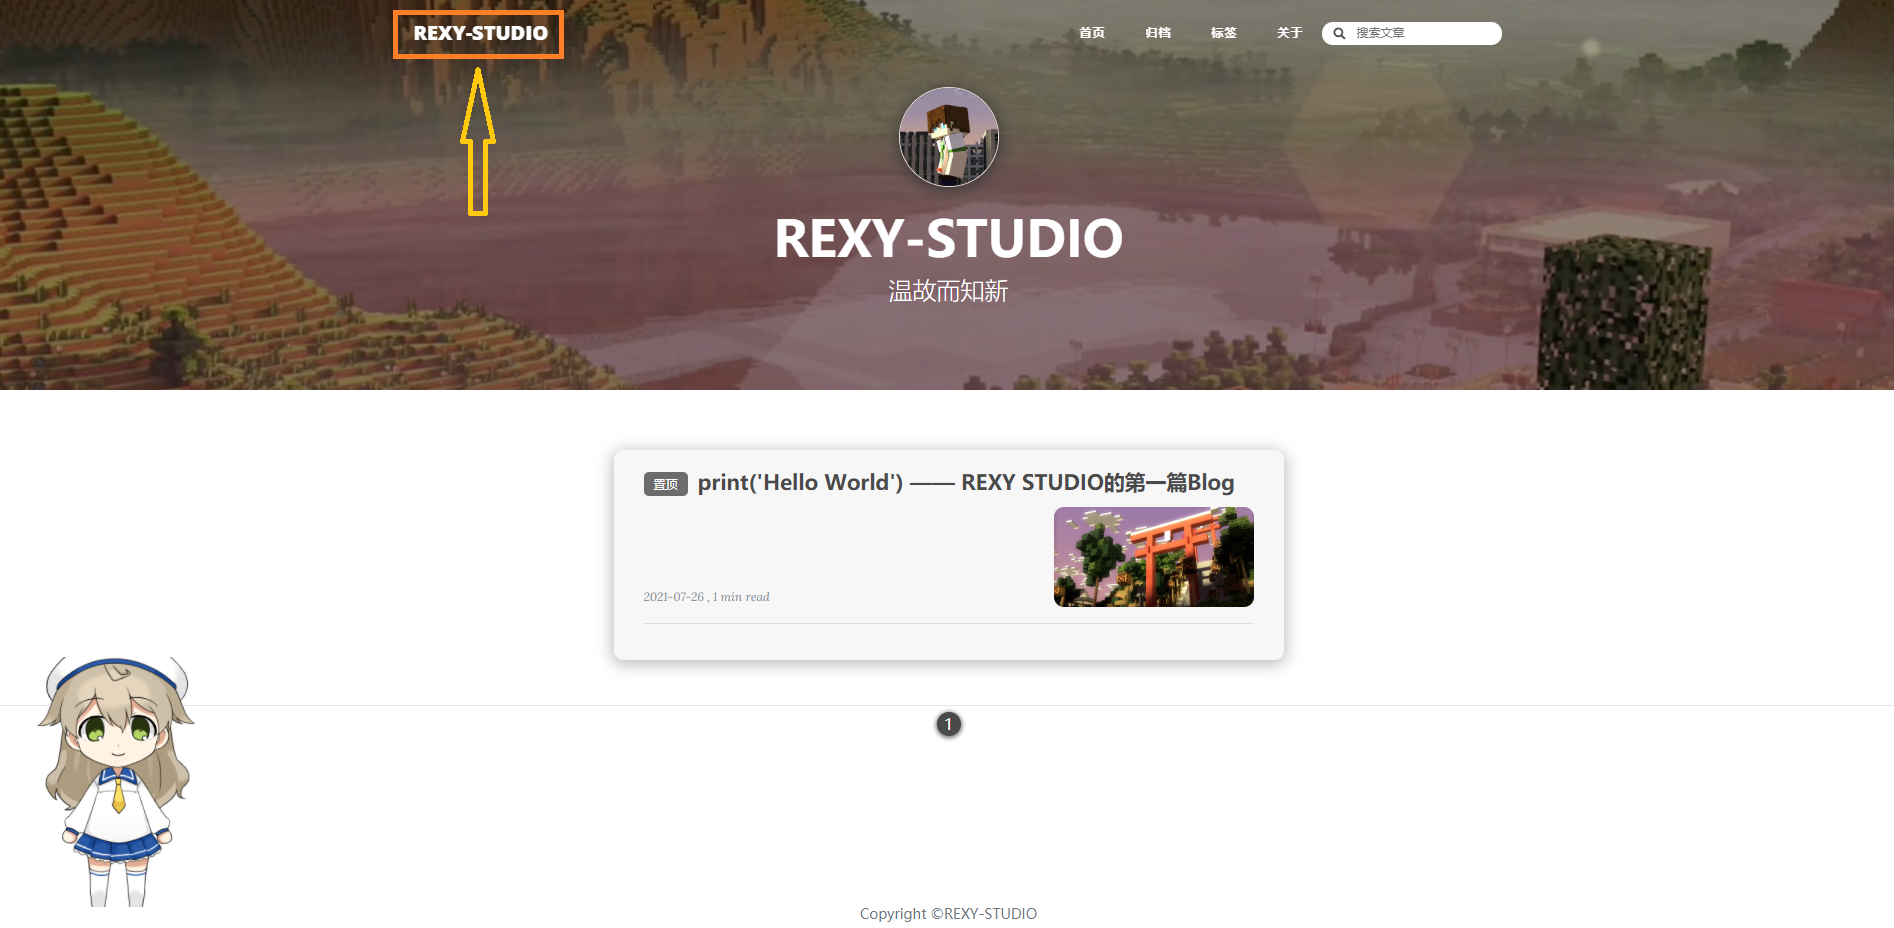 REXY-STUDIO
首页 归档 标签 关于 搜索文章
REXY-STUDIO
温故而知新
置顶 print('Hello World') —— REXY STUDIO的第一篇Blog
2021-07-26 , 1 min read
1
Copyright ©REXY-STUDIO